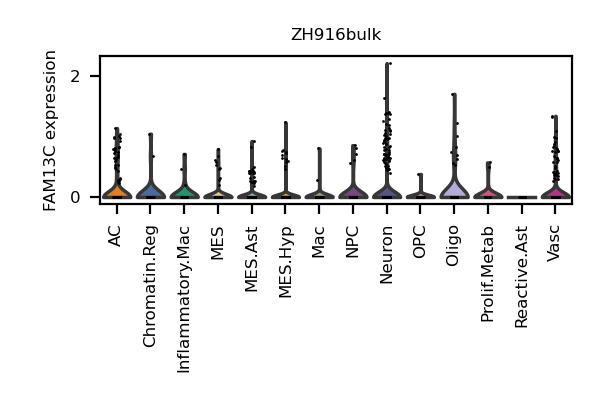 ZH916bulk
FAM13C expression
2
0
AC
Chromatin.Reg
Inflammatory.Mac
MES
MES.Ast
MES.Hyp
Mac
NPC
Neuron
OPC
Oligo
Prolif.Metab
Reactive.Ast
Vasc